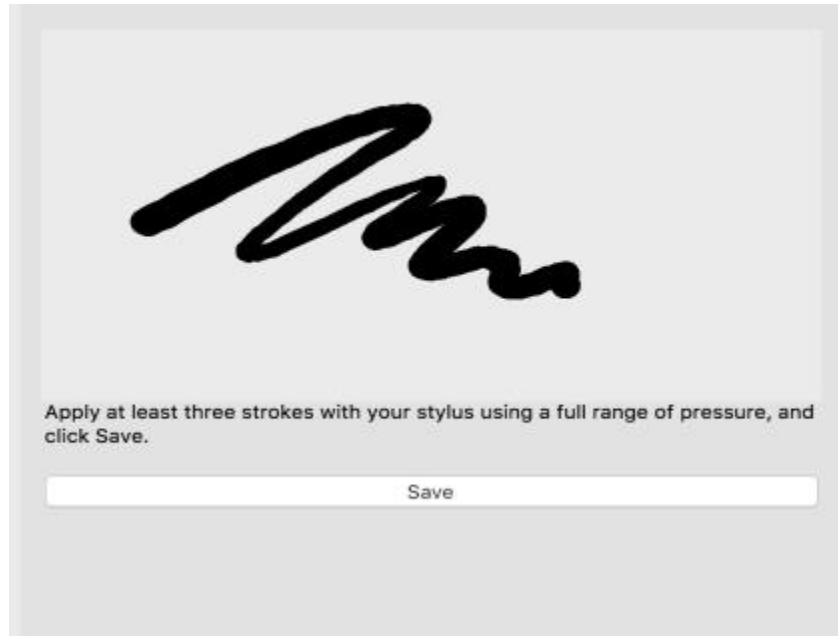 Apply at least three strokes with your stylus using a full range of pressure, and
click Save.
Save